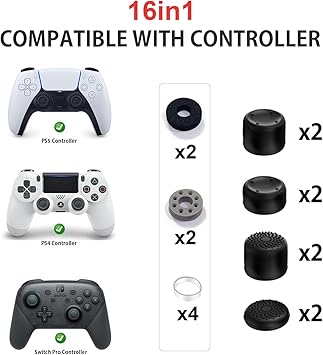 16in1
COMPATIBLE WITH CONTROLLER
PS5 Controller
PS4 Controller
Switch Pro Controller
x2
x2
x4
x2
x2
x2
x2